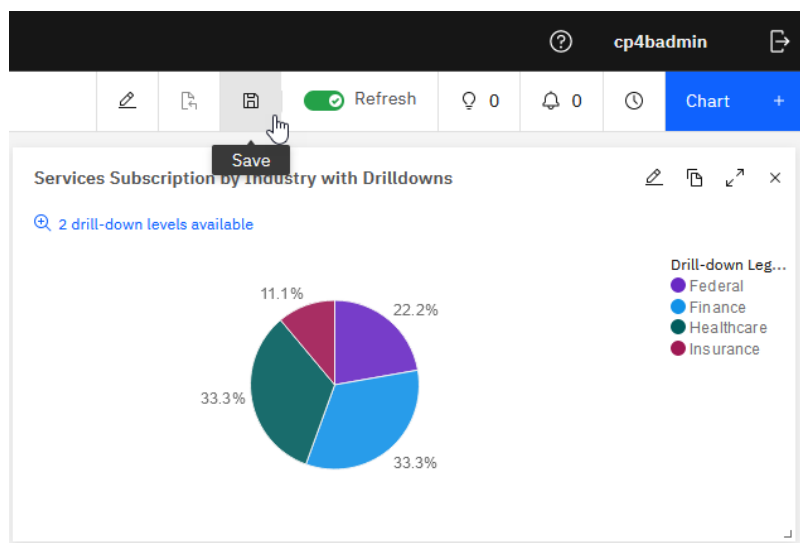 cp4badmin
Refresh
0
0
Chart +
Save
Services Subscription by Industry with Drilldowns
2 drill-down levels available
Drill-down Leg...
Federal
Finance
Healthcare
Insurance
11.1%
22.2%
33.3%
33.3%